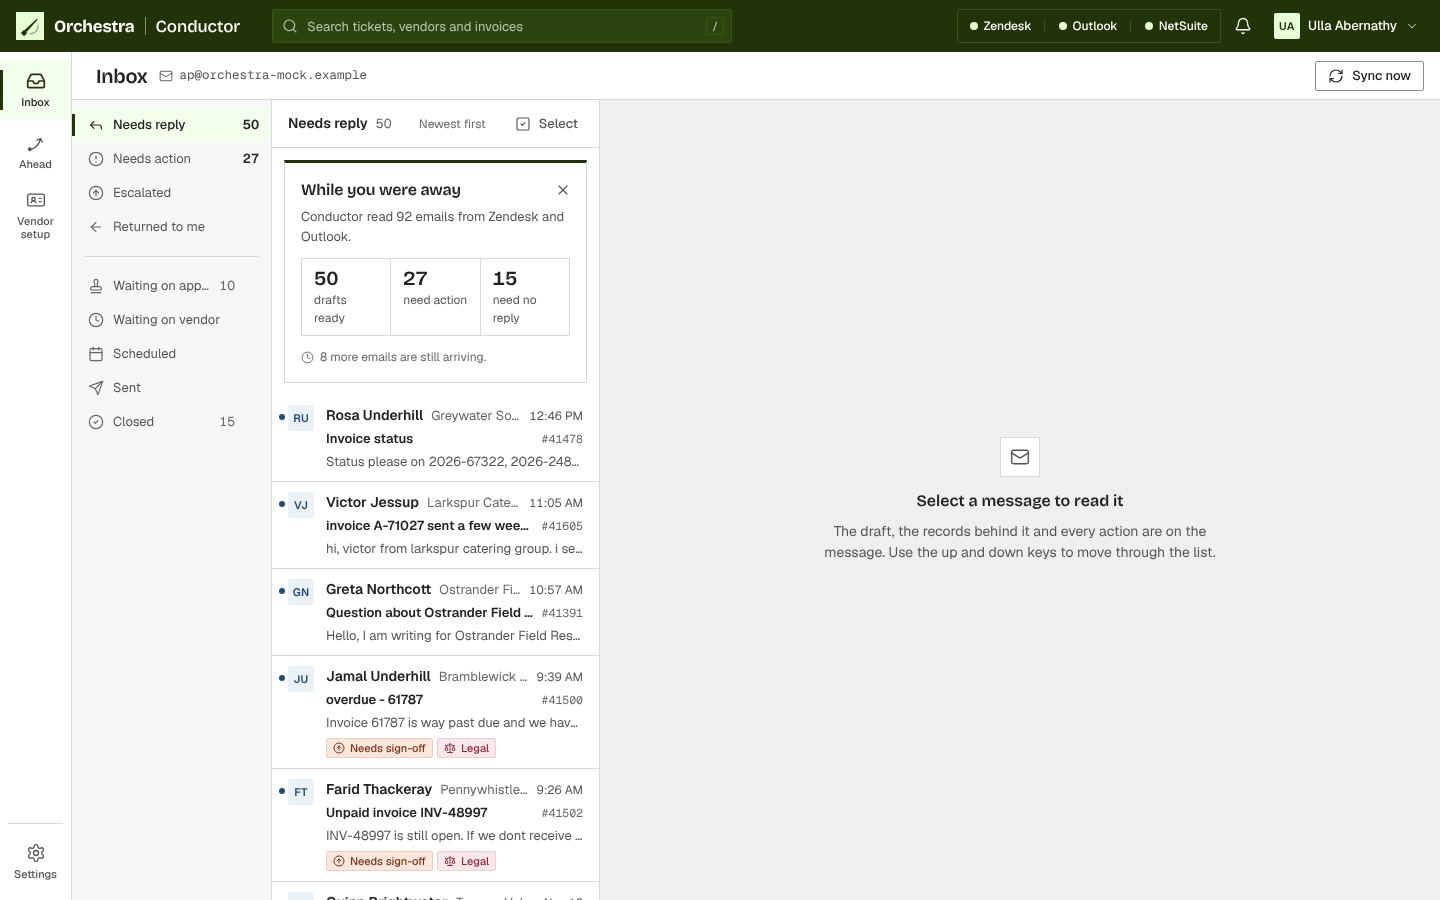 Orchestra
Conductor
Search tickets, vendors and invoices
/
Zendesk
Outlook
NetSuite
UA
Ulla Abernathy
Inbox
Ahead
Vendor
setup
Settings
Inbox
ap@orchestra-mock.example
Sync now
Needs reply 50
Needs action 27
Escalated
Returned to me
Waiting on app... 10
Waiting on vendor
Scheduled
Sent
Closed 15
Needs reply 50
Newest first
Select
While you were away
Conductor read 92 emails from Zendesk and
Outlook.
50
drafts
ready
27
need action
15
need no
reply
8 more emails are still arriving.
RU
Rosa Underhill Greywater So... 12:46 PM
Invoice status #41478
Status please on 2026-67322, 2026-248...
VJ
Victor Jessup Larkspur Cate... 11:05 AM
invoice A-71027 sent a few wee... #41605
hi, victor from larkspur catering group. i se...
GN
Greta Northcott Ostrander Fi... 10:57 AM
Question about Ostrander Field ... #41391
Hello, I am writing for Ostrander Field Res...
JU
Jamal Underhill Bramblewick ... 9:39 AM
overdue - 61787 #41500
Invoice 61787 is way past due and we hav...
Needs sign-off
Legal
FT
Farid Thackeray Pennywhistle... 9:26 AM
Unpaid invoice INV-48997 #41502
INV-48997 is still open. If we dont receive ...
Needs sign-off
Legal
Select a message to read it
The draft, the records behind it and every action are on the
message. Use the up and down keys to move through the list.